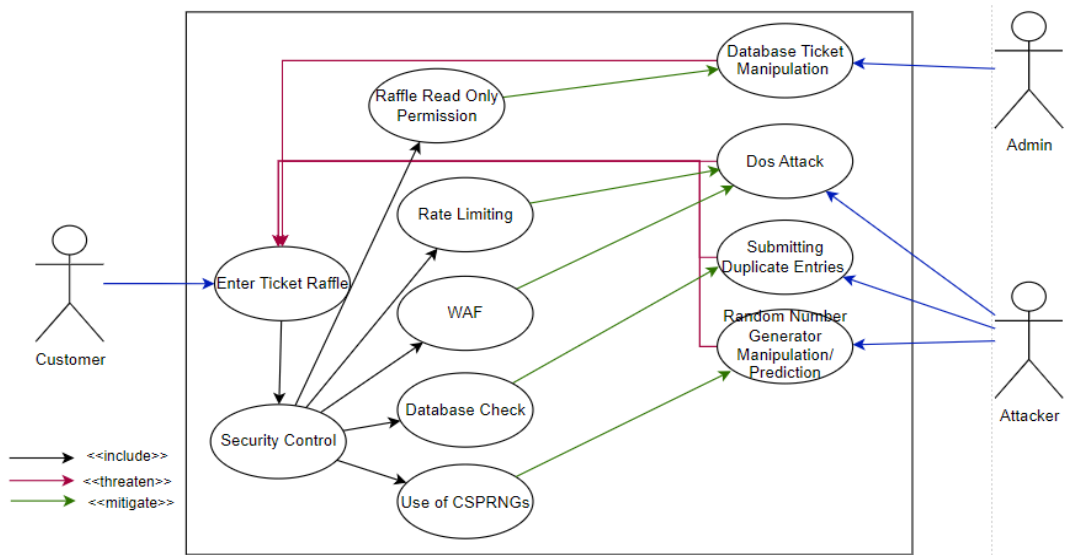 Database Ticket
Manipulation
Raffle Read Only
Permission
Admin
Dos Attack
Rate Limiting
Submitting
Duplicate Entries
Enter Ticket Raffle
WAF
Random Number
Generator
Manipulation/
Prediction
Customer
Attacker
Database Check
Security Control
<<include>>
<<threaten>>
<<mitigate>>
Use of CSPRNGs